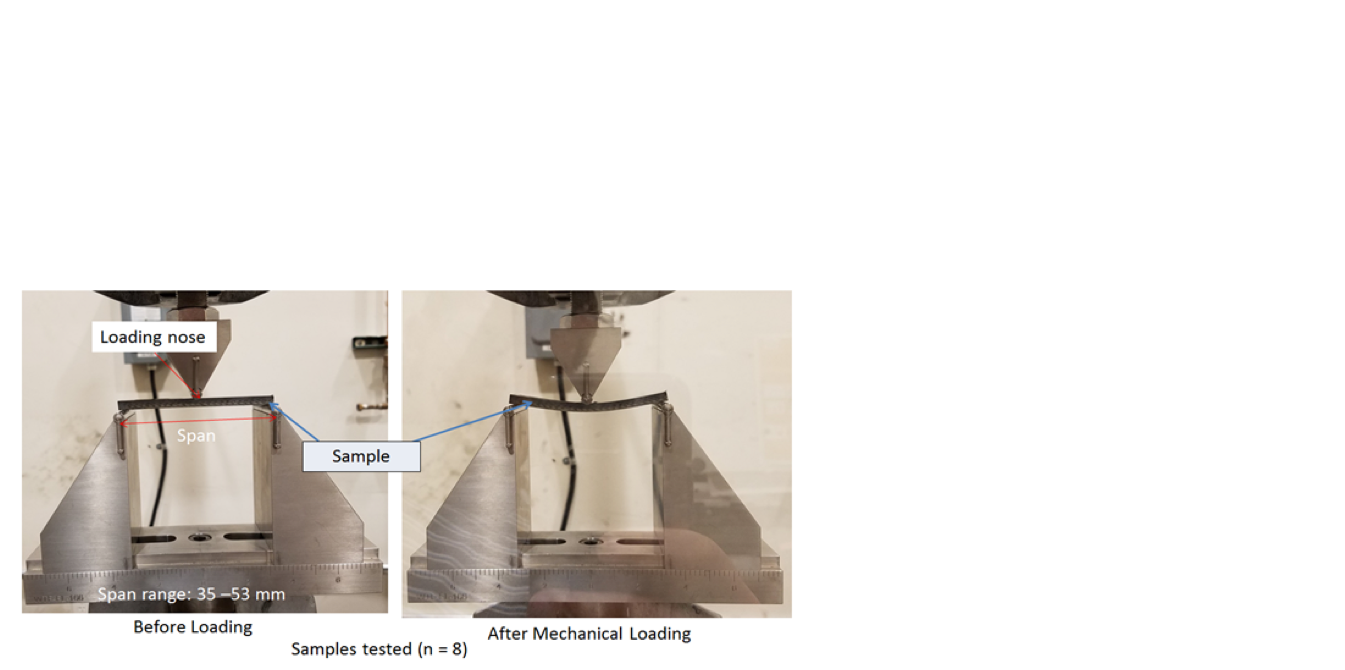 Loading nose
Span
Sample
Span range: 35 –53 mm
Before Loading
After Mechanical Loading
Samples tested (n = 8)